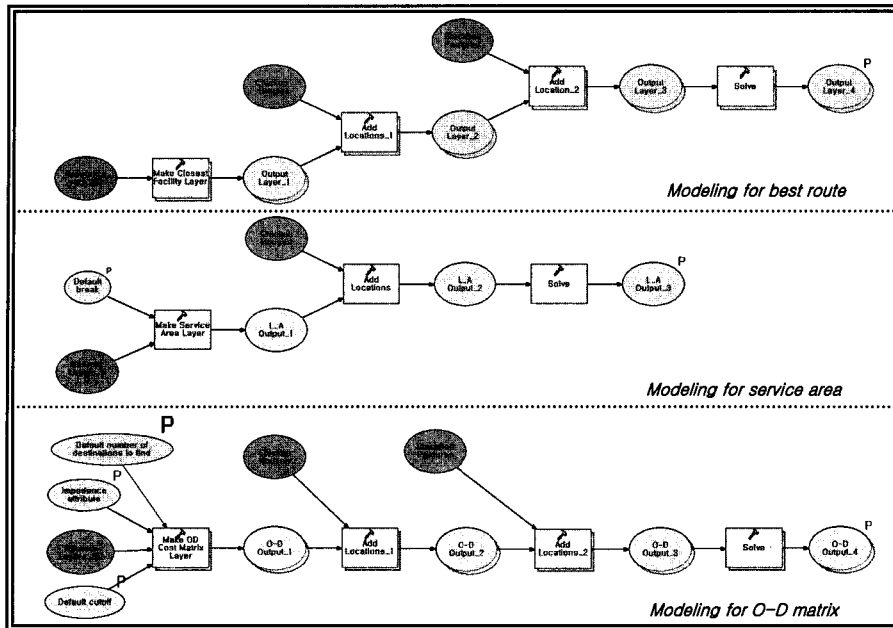 P
Add
Location_2
Output
Layer_3
Solve
Output
Layer_4
Add
Locations_1
Output
Layer_2
Make Closest
Facility Layer
Output
Layer_1
Modeling for best route
P
Default
break
Add
Locations
L_A
Output_2
Solve
P
L_A
Output_3
Make Service
Area Layer
L_A
Output_1
Modeling for service area
P
Default number of
destinations to find
P
Impedance
attribute
Make OD
Cost Matrix
Layer
O-D
Output_1
Add
Locations_1
O-D
Output_2
Add
Locations_2
O-D
Output_3
Solve
P
O-D
Output_4
P
Default cutoff
Modeling for O-D matrix